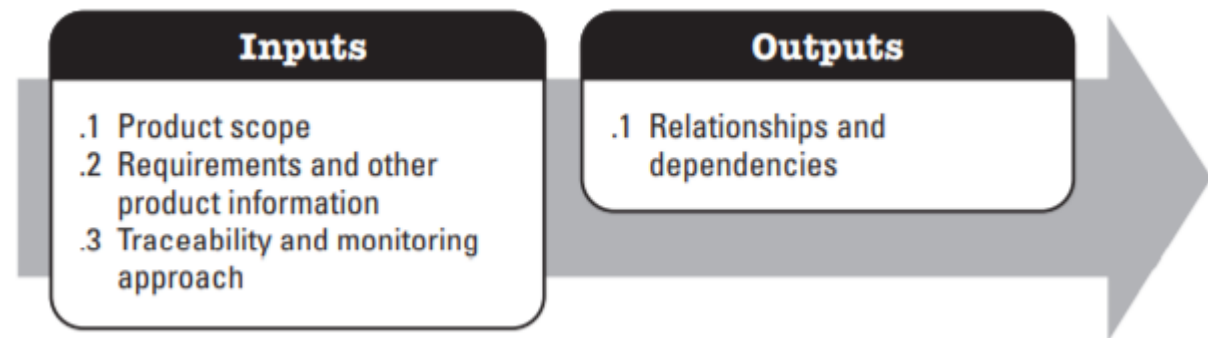 Inputs
.1 Product scope
.2 Requirements and other
product information
.3 Traceability and monitoring
approach
Outputs
.1 Relationships and
dependencies